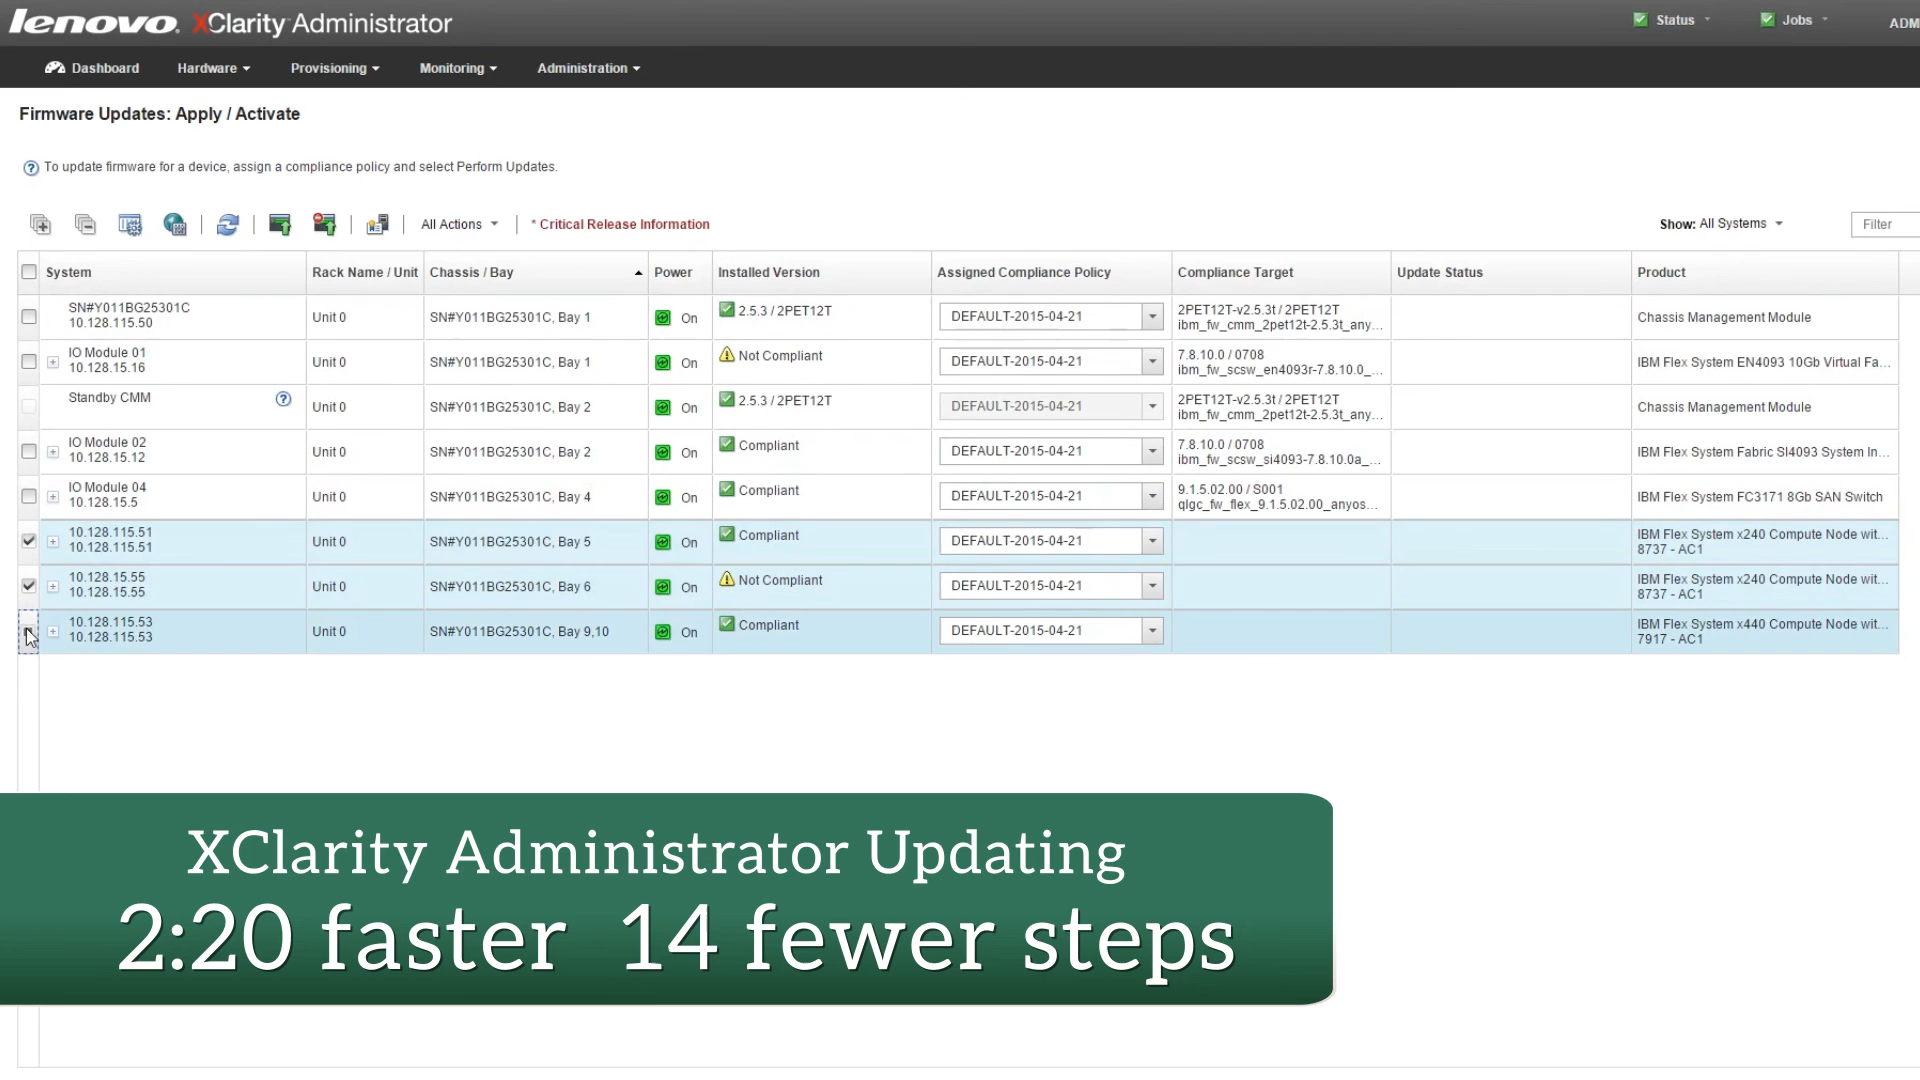 lenovo. XClarity Administrator
Status
Jobs
ADM
Dashboard
Hardware
Provisioning
Monitoring
Administration
Firmware Updates: Apply / Activate
To update firmware for a device, assign a compliance policy and select Perform Updates.
All Actions
* Critical Release Information
Show: All Systems
Filter
System
Rack Name / Unit
Chassis / Bay
Power
Installed Version
Assigned Compliance Policy
Compliance Target
Update Status
Product
SN#Y011BG25301C
10.128.115.50
Unit 0
SN#Y011BG25301C, Bay 1
On
2.5.3 / 2PET12T
DEFAULT-2015-04-21
2PET12T-v2.5.3t / 2PET12T
ibm_fw_cmm_2pet12t-2.5.3t_any...
Chassis Management Module
IO Module 01
10.128.15.16
Unit 0
SN#Y011BG25301C, Bay 1
On
Not Compliant
DEFAULT-2015-04-21
7.8.10.0 / 0708
ibm_fw_scsw_en4093r-7.8.10.0_...
IBM Flex System EN4093 10Gb Virtual Fa...
Standby CMM
Unit 0
SN#Y011BG25301C, Bay 2
On
2.5.3 / 2PET12T
DEFAULT-2015-04-21
2PET12T-v2.5.3t / 2PET12T
ibm_fw_cmm_2pet12t-2.5.3t_any...
Chassis Management Module
IO Module 02
10.128.15.12
Unit 0
SN#Y011BG25301C, Bay 2
On
Compliant
DEFAULT-2015-04-21
7.8.10.0 / 0708
ibm_fw_scsw_si4093-7.8.10.0a_...
IBM Flex System Fabric SI4093 System In...
IO Module 04
10.128.15.5
Unit 0
SN#Y011BG25301C, Bay 4
On
Compliant
DEFAULT-2015-04-21
9.1.5.02.00 / S001
qlgc_fw_flex_9.1.5.02.00_anyos...
IBM Flex System FC3171 8Gb SAN Switch
10.128.115.51
10.128.115.51
Unit 0
SN#Y011BG25301C, Bay 5
On
Compliant
DEFAULT-2015-04-21
IBM Flex System x240 Compute Node wit...
8737 - AC1
10.128.15.55
10.128.15.55
Unit 0
SN#Y011BG25301C, Bay 6
On
Not Compliant
DEFAULT-2015-04-21
IBM Flex System x240 Compute Node wit...
8737 - AC1
10.128.115.53
10.128.115.53
Unit 0
SN#Y011BG25301C, Bay 9,10
On
Compliant
DEFAULT-2015-04-21
IBM Flex System x440 Compute Node wit...
7917 - AC1
XClarity Administrator Updating
2:20 faster 14 fewer steps